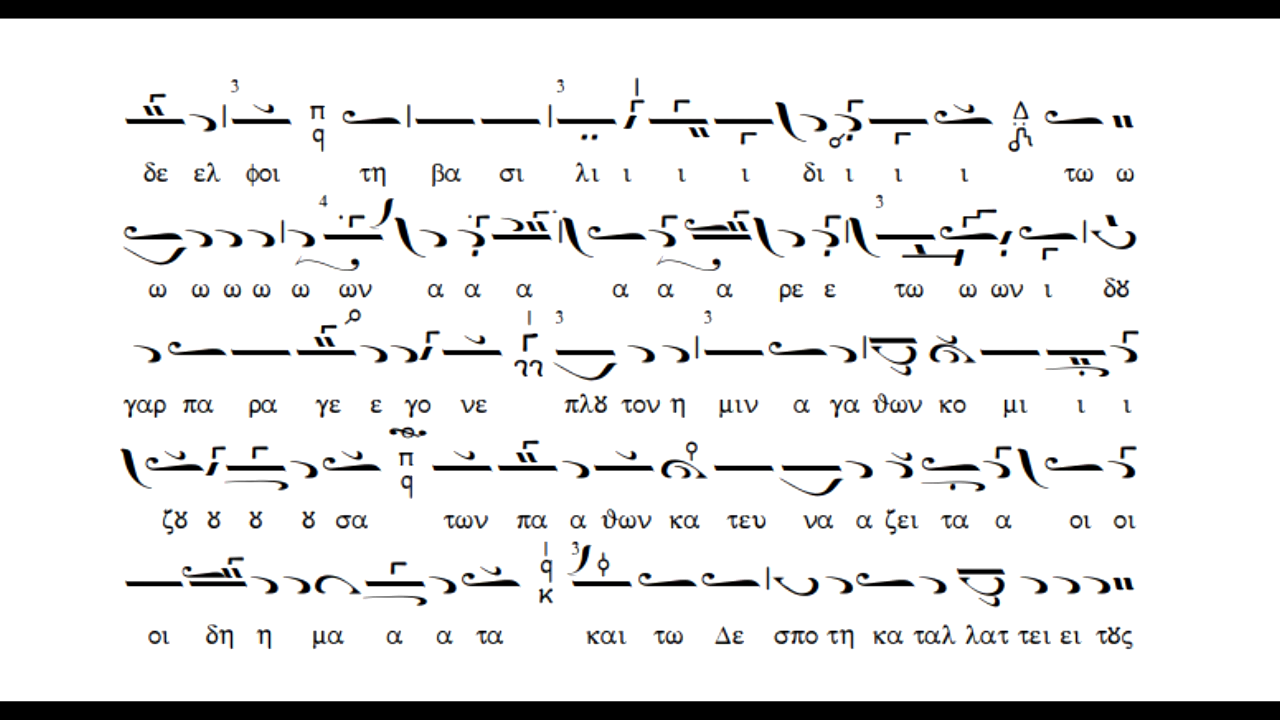 δε ελ φοι τη βα σι λι ι ι ι δι ι ι ι τω ω
ω ω ω ω ω ων α α α α α α ρε ε τω ω ων ι δȣ
γαρ πα ρα γε ε γο νε πλȣ τον η μιν α γα ϑων κο μι ι ι
ζȣ ȣ ȣ ȣ σα των πα α ϑων κα τευ να α ζει τα α οι οι
οι δη η μα α α τα και τω Δε σπο τη κα ταλ λατ τει ει τȣς